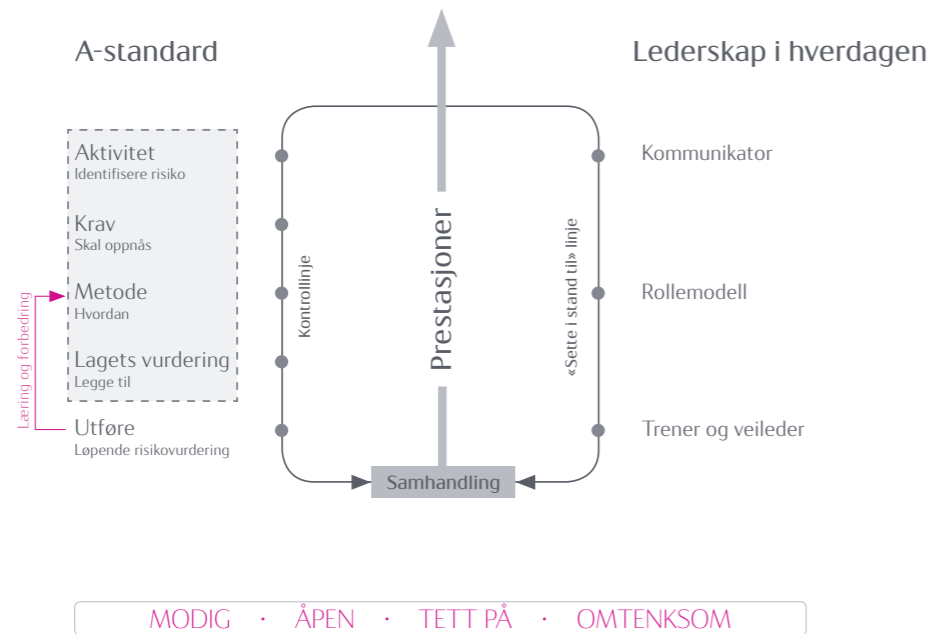 A-standard
Lederskap i hverdagen
Aktivitet
Identifisere risiko
Krav
Skal oppnås
Metode
Hvordan
Lagets vurdering
Legge til
Utføre
Løpende risikovurdering
Læring og forbedring
Kontrollinje
Prestasjoner
«Sette i stand til» linje
Samhandling
Kommunikator
Rollemodell
Trener og veileder
MODIG · ÅPEN · TETT PÅ · OMTENKSOM